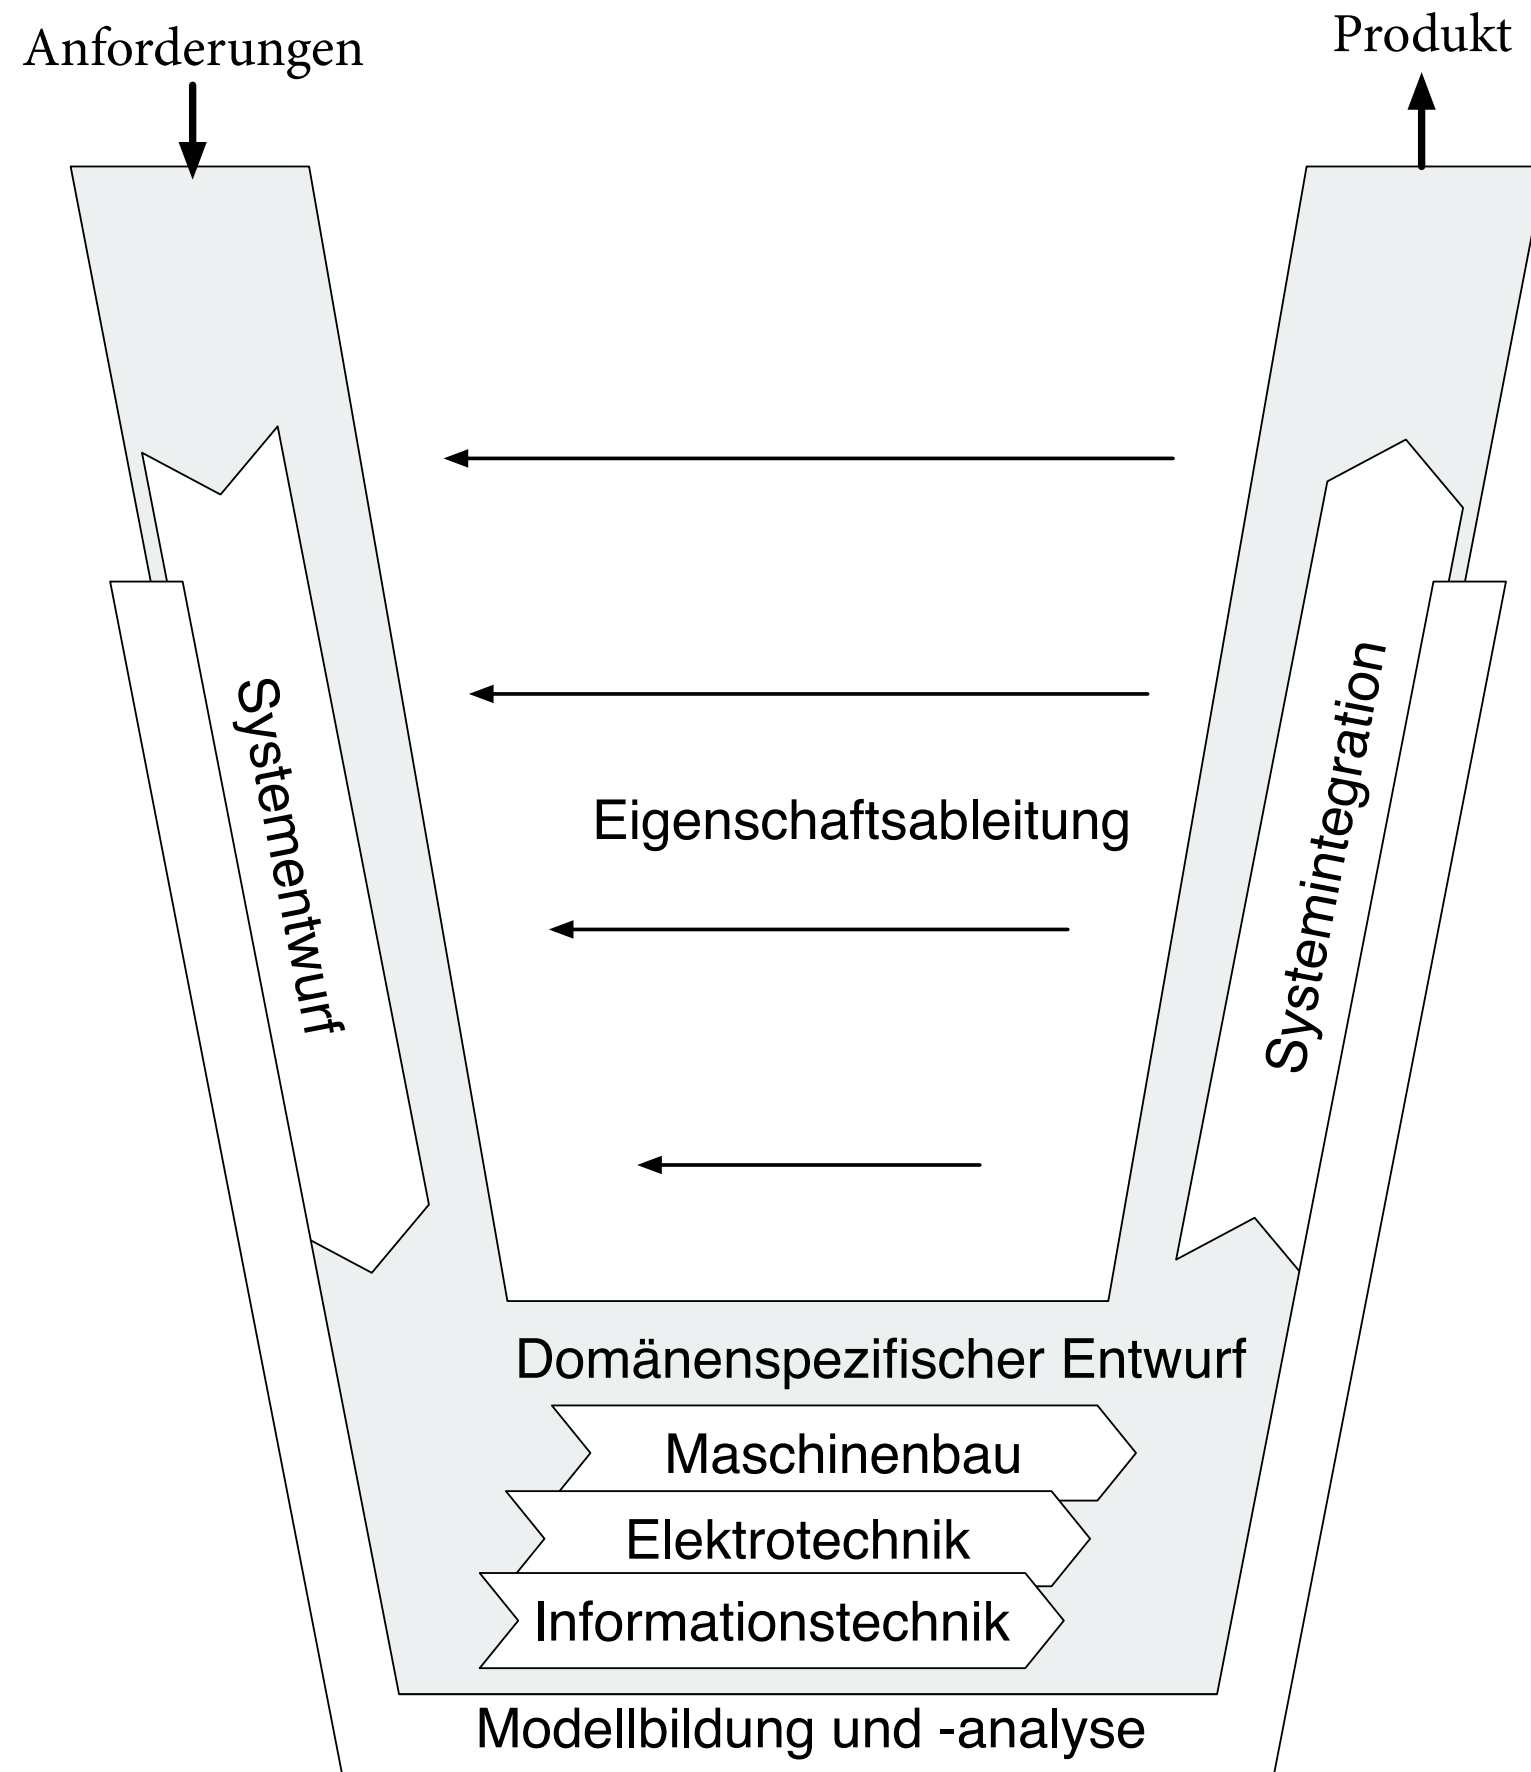 Anforderungen
Produkt
Systementwurf
Systemintegration
Eigenschaftsableitung
Domänenspezifischer Entwurf
Maschinenbau
Elektrotechnik
Informationstechnik
Modellbildung und -analyse